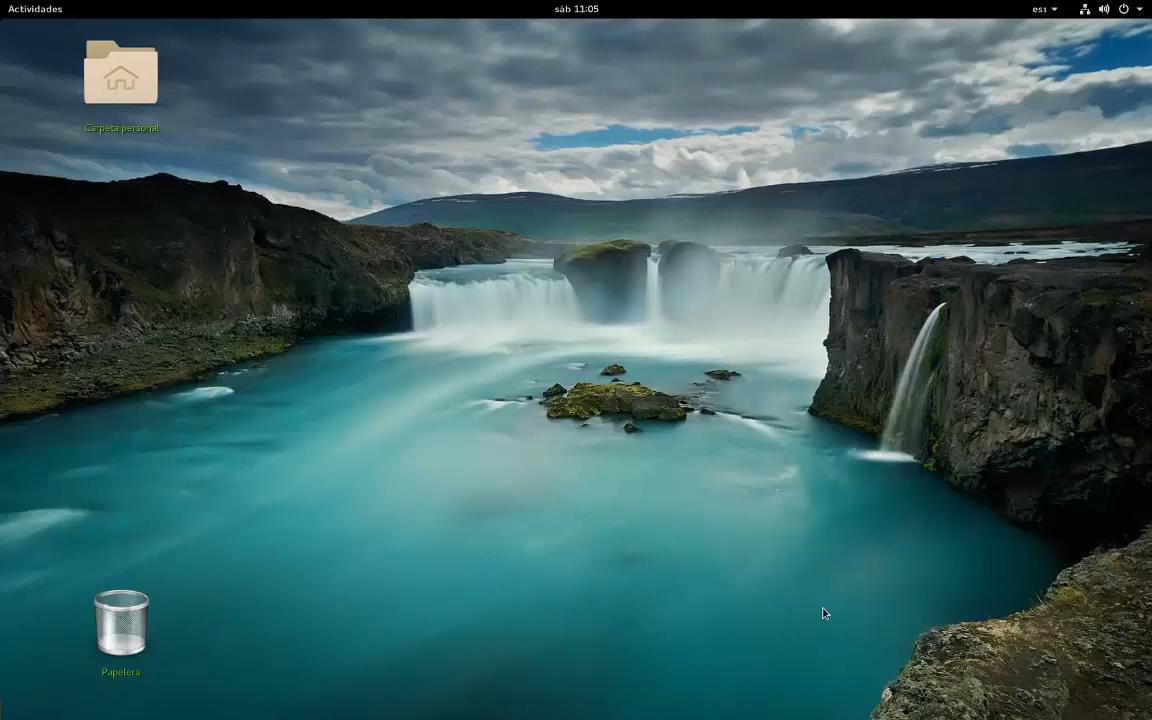 Actividades
sáb 11:05
es1
Carpeta personal
Papelera